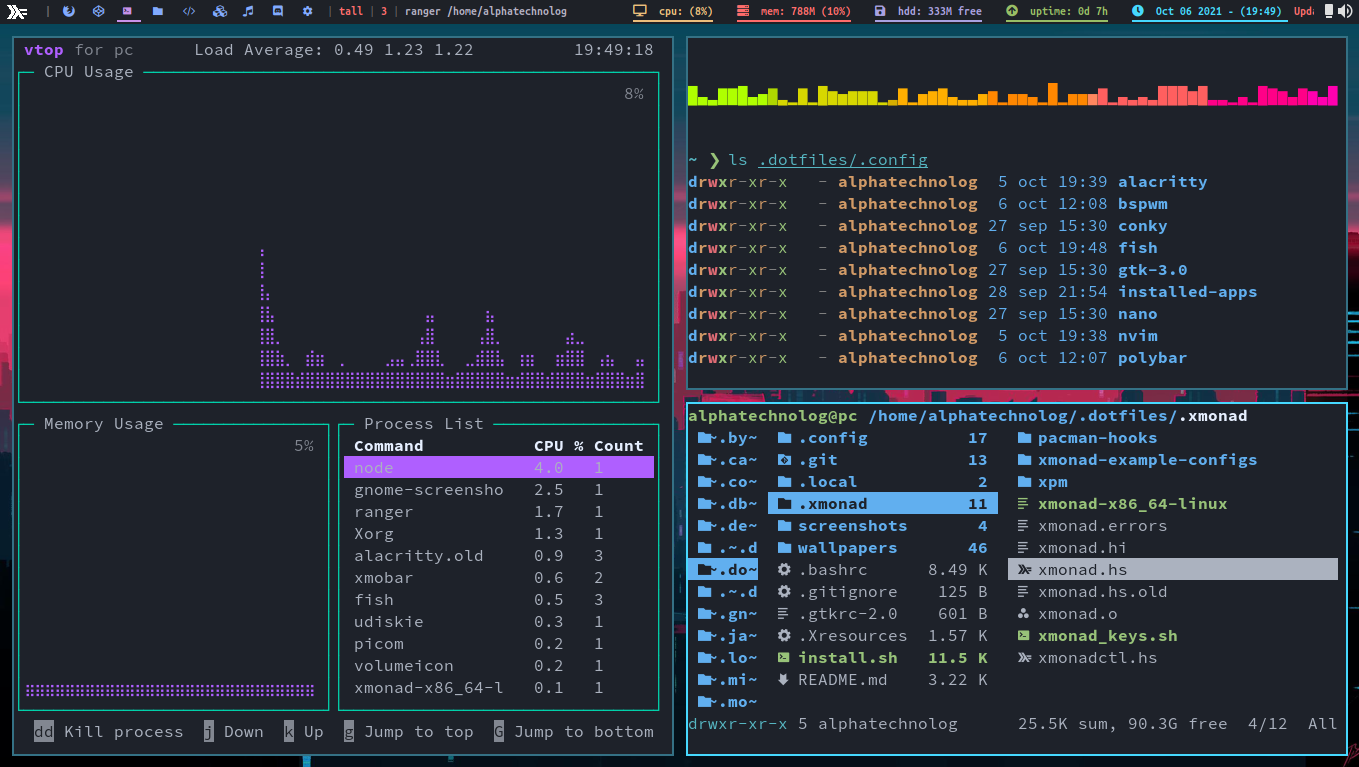 | tall | 3 | ranger /home/alphatechnolog cpu: (8%) mem: 788M (10%) hdd: 333M free uptime: 0d 7h Oct 06 2021 - (19:49) Upda
vtop for pc Load Average: 0.49 1.23 1.22 19:49:18
CPU Usage
8%
Memory Usage
5%
Process List
Command CPU % Count
node 4.0 1
gnome-screensho 2.5 1
ranger 1.7 1
Xorg 1.3 1
alacritty.old 0.9 3
xmobar 0.6 2
fish 0.5 3
udiskie 0.3 1
picom 0.2 1
volumeicon 0.2 1
xmonad-x86_64-l 0.1 1
dd Kill process j Down k Up g Jump to top G Jump to bottom
~ ❯ ls .dotfiles/.config
drwxr-xr-x - alphatechnolog 5 oct 19:39 alacritty
drwxr-xr-x - alphatechnolog 6 oct 12:08 bspwm
drwxr-xr-x - alphatechnolog 27 sep 15:30 conky
drwxr-xr-x - alphatechnolog 6 oct 19:48 fish
drwxr-xr-x - alphatechnolog 27 sep 15:30 gtk-3.0
drwxr-xr-x - alphatechnolog 28 sep 21:54 installed-apps
drwxr-xr-x - alphatechnolog 27 sep 15:30 nano
drwxr-xr-x - alphatechnolog 5 oct 19:38 nvim
drwxr-xr-x - alphatechnolog 6 oct 12:07 polybar
alphatechnolog@pc /home/alphatechnolog/.dotfiles/.xmonad
~.by~ .config 17 pacman-hooks
~.ca~ .git 13 xmonad-example-configs
~.co~ .local 2 xpm
~.db~ .xmonad 11 xmonad-x86_64-linux
~.de~ screenshots 4 xmonad.errors
.~.d wallpapers 46 xmonad.hi
~.do~ .bashrc 8.49 K xmonad.hs
.~.d .gitignore 125 B xmonad.hs.old
~.gn~ .gtkrc-2.0 601 B xmonad.o
~.ja~ .Xresources 1.57 K xmonad_keys.sh
~.lo~ install.sh 11.5 K xmonadctl.hs
~.mi~ README.md 3.22 K
~.mo~
drwxr-xr-x 5 alphatechnolog 25.5K sum, 90.3G free 4/12 All